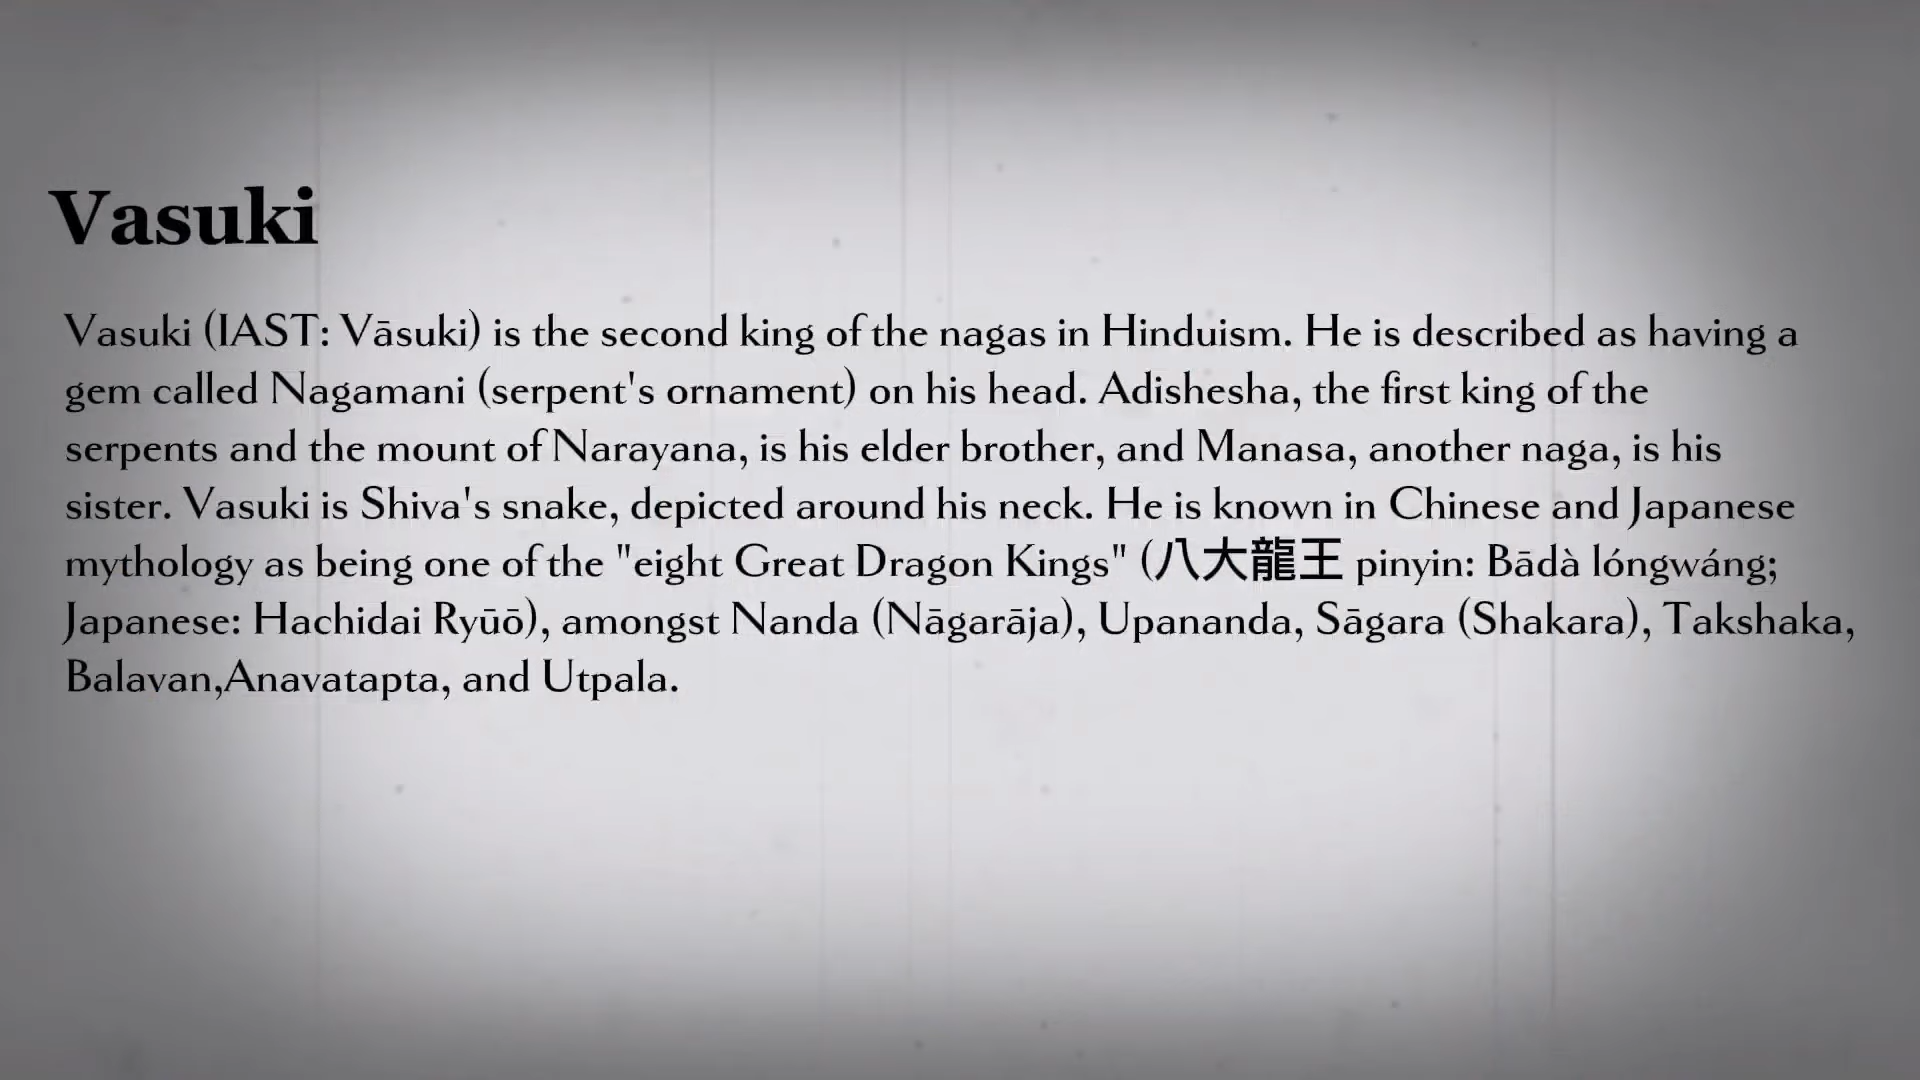 Vasuki
Vasuki (IAST: Vāsuki) is the second king of the nagas in Hinduism. He is described as having a
gem called Nagamani (serpent's ornament) on his head. Adishesha, the first king of the
serpents and the mount of Narayana, is his elder brother, and Manasa, another naga, is his
sister. Vasuki is Shiva's snake, depicted around his neck. He is known in Chinese and Japanese
mythology as being one of the "eight Great Dragon Kings" (八大龍王 pinyin: Bādà lóngwáng;
Japanese: Hachidai Ryūō), amongst Nanda (Nāgarāja), Upananda, Sāgara (Shakara), Takshaka,
Balavan,Anavatapta, and Utpala.